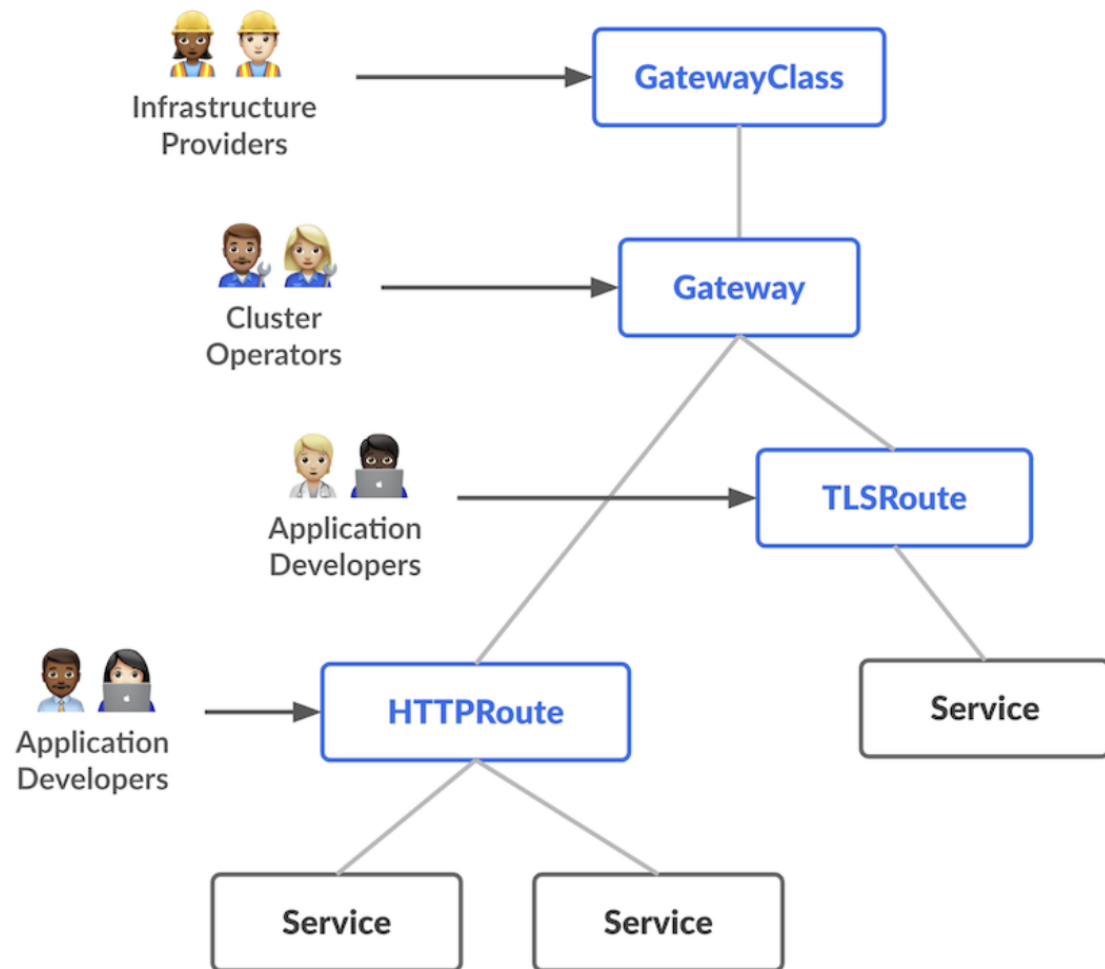 GatewayClass
Infrastructure
Providers
Gateway
Cluster
Operators
TLSRoute
Application
Developers
HTTPRoute
Service
Application
Developers
Service
Service